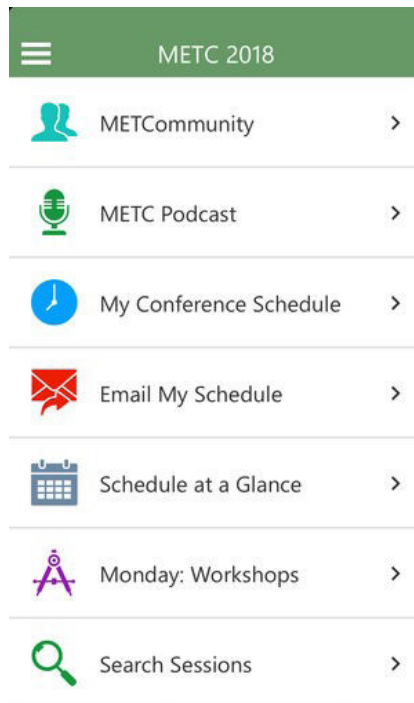 METC 2018
METCommunity
METC Podcast
My Conference Schedule
Email My Schedule
Schedule at a Glance
Monday: Workshops
Search Sessions